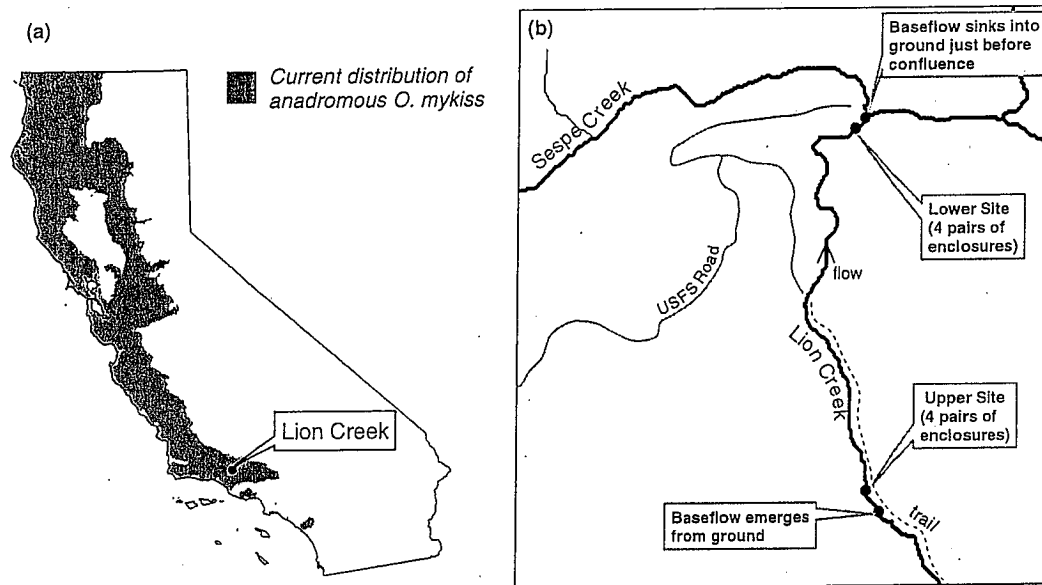 (a)
Current distribution of
anadromous O. mykiss
Lion Creek
(b)
Baseflow sinks into
ground just before
confluence
Sespe Creek
Lower Site
(4 pairs of
enclosures)
flow
USFS Road
Lion Creek
Upper Site
(4 pairs of
enclosures)
trail
Baseflow emerges
from ground